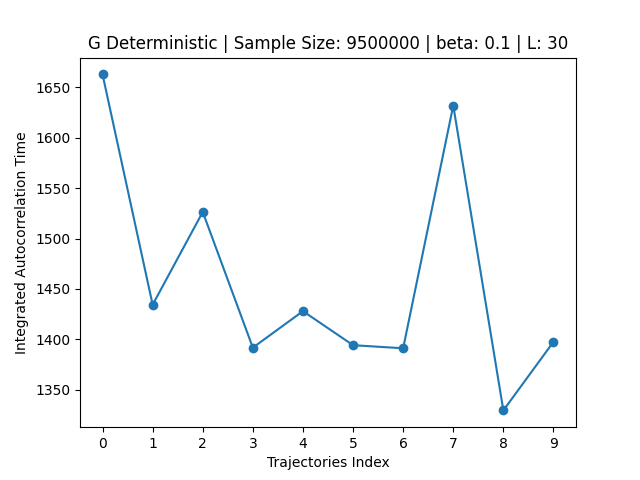 G Deterministic | Sample Size: 9500000 | beta: 0.1 | L: 30
Integrated Autocorrelation Time
1650
1600
1550
1500
1450
1400
1350
0 1 2 3 4 5 6 7 8 9
Trajectories Index